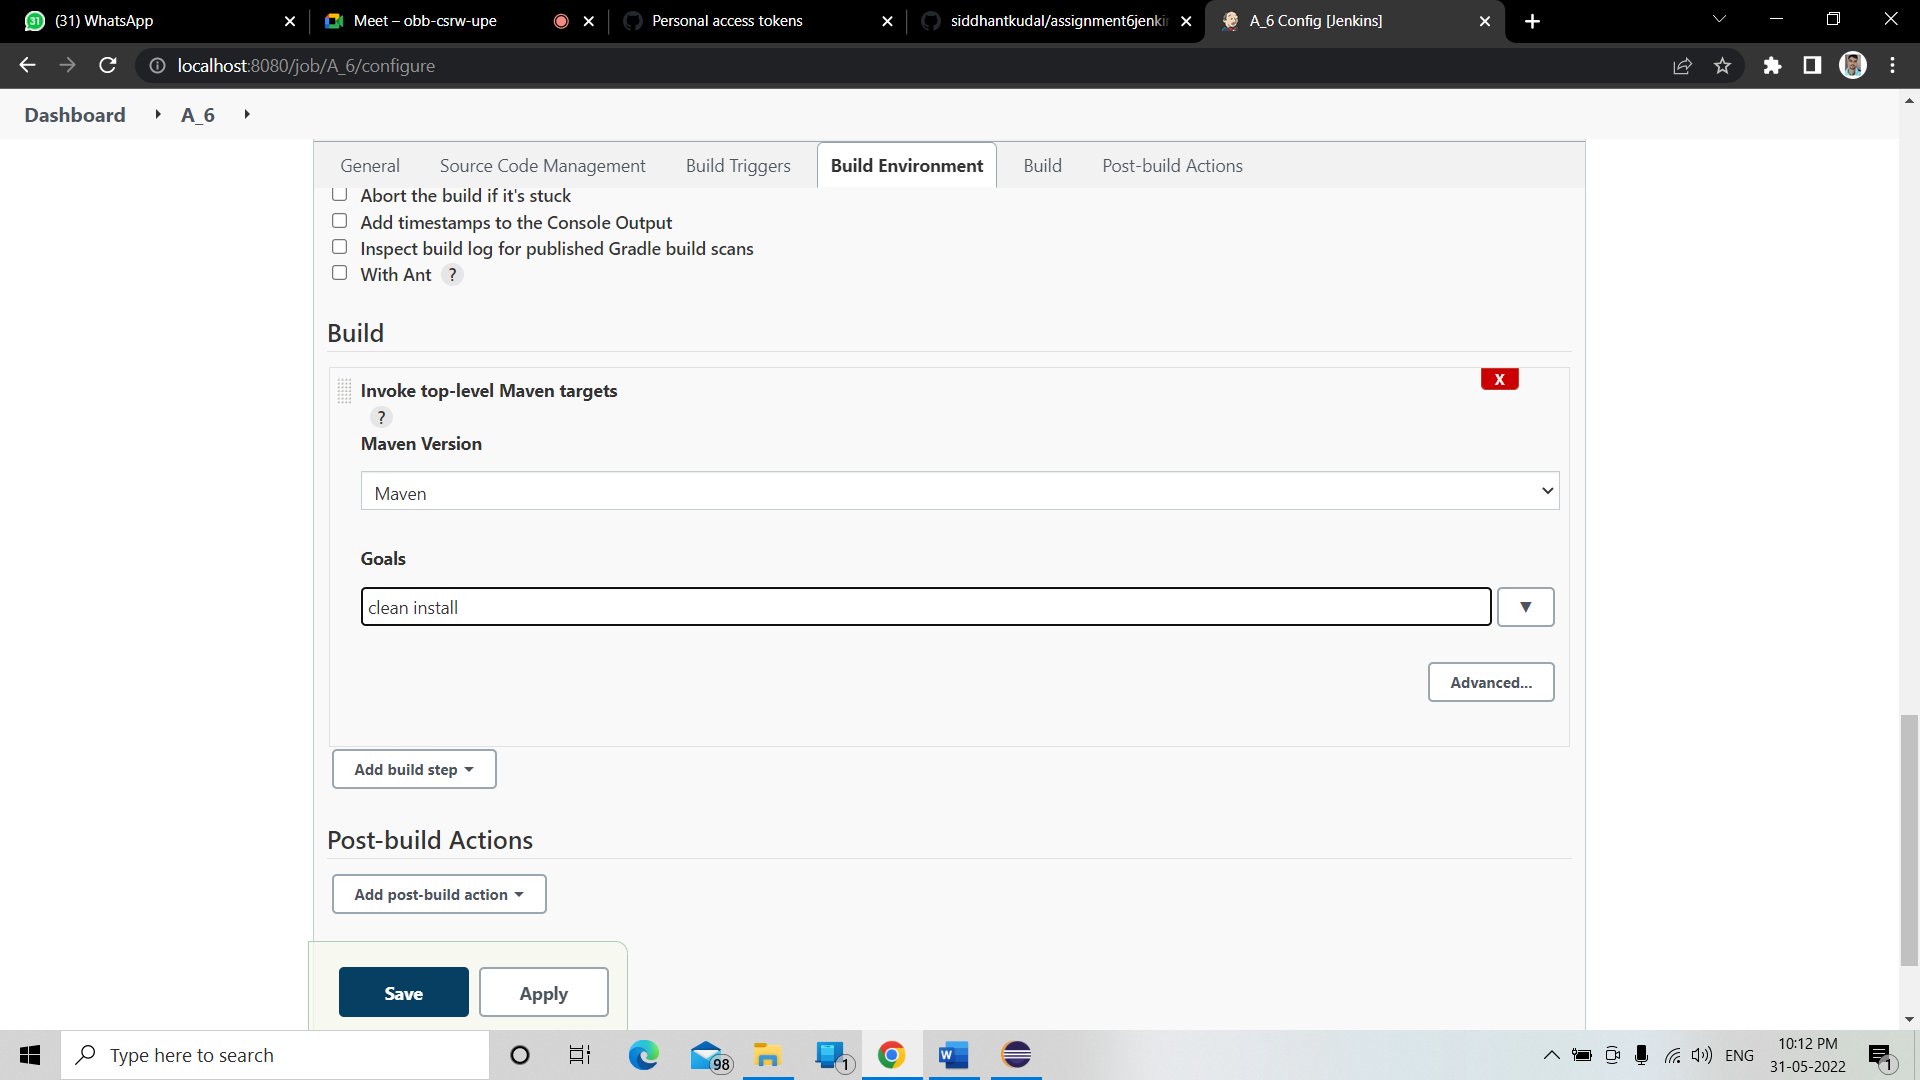 31 (31) WhatsApp
Meet – obb-csrw-upe
Personal access tokens
siddhantkudal/assignment6jenkin
A_6 Config [Jenkins]
localhost:8080/job/A_6/configure
Dashboard
A_6
General
Source Code Management
Build Triggers
Build Environment
Build
Post-build Actions
Abort the build if it's stuck
Add timestamps to the Console Output
Inspect build log for published Gradle build scans
With Ant ?
Build
Invoke top-level Maven targets
X
?
Maven Version
Maven
Goals
clean install
Advanced...
Add build step
Post-build Actions
Add post-build action
Save
Apply
Type here to search
98
1
W
ENG
10:12 PM
31-05-2022
1